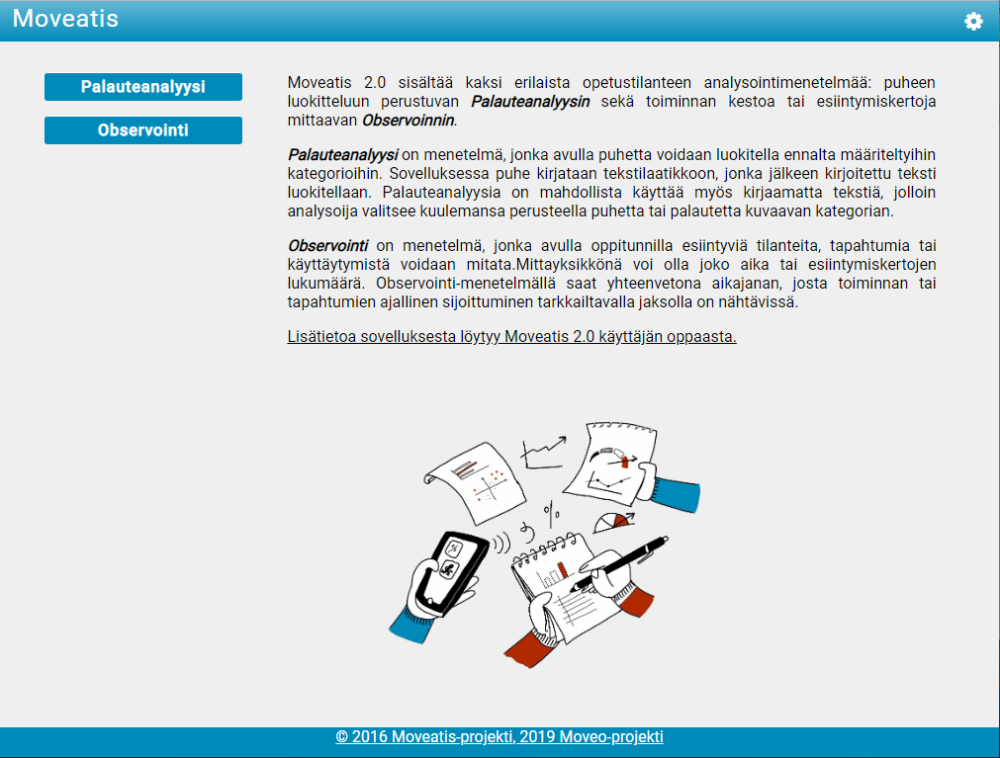 Moveatis
Palauteanalyysi
Observointi
Moveatis 2.0 sisältää kaksi erilaista opetustilanteen analysointimenetelmää: puheen
luokitteluun perustuvan Palauteanalyysin sekä toiminnan kestoa tai esiintymiskertoja
mittaavan Observoinnin.
Palauteanalyysi on menetelmä, jonka avulla puhetta voidaan luokitella ennalta määriteltyihin
kategorioihin. Sovelluksessa puhe kirjataan tekstilaatikkoon, jonka jälkeen kirjoitettu teksti
luokitellaan. Palauteanalyysia on mahdollista käyttää myös kirjaamatta tekstiä, jolloin
analysoija valitsee kuulemansa perusteella puhetta tai palautetta kuvaavan kategorian.
Observointi on menetelmä, jonka avulla oppitunnilla esiintyviä tilanteita, tapahtumia tai
käyttäytymistä voidaan mitata.Mittayksikkönä voi olla joko aika tai esiintymiskertojen
lukumäärä. Observointi-menetelmällä saat yhteenvetona aikajanan, josta toiminnan tai
tapahtumien ajallinen sijoittuminen tarkkailtavalla jaksolla on nähtävissä.
Lisätietoa sovelluksesta löytyy Moveatis 2.0 käyttäjän oppaasta.
%
© 2016 Moveatis-projekti, 2019 Moveo-projekti